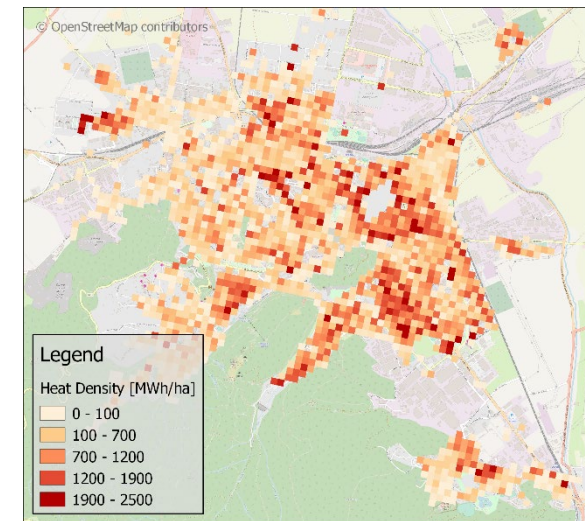 © OpenStreetMap contributors
Legend
Heat Density [MWh/ha]
0 - 100
100 - 700
700 - 1200
1200 - 1900
1900 - 2500